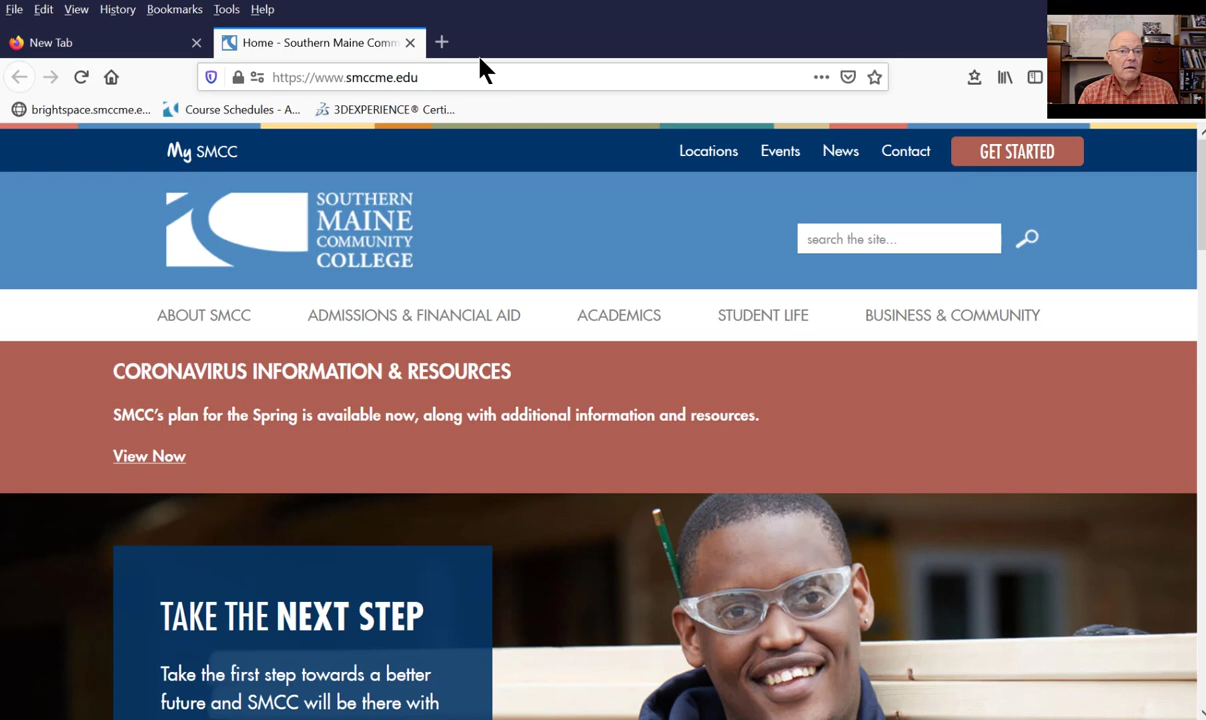 File Edit View History Bookmarks Tools Help
New Tab
Home - Southern Maine Comm
https://www.smccme.edu
brightspace.smccme.e... Course Schedules - A... 3DEXPERIENCE® Certi...
My SMCC
Locations Events News Contact GET STARTED
SOUTHERN
MAINE
COMMUNITY
COLLEGE
search the site...
ABOUT SMCC ADMISSIONS & FINANCIAL AID ACADEMICS STUDENT LIFE BUSINESS & COMMUNITY
CORONAVIRUS INFORMATION & RESOURCES
SMCC's plan for the Spring is available now, along with additional information and resources.
View Now
TAKE THE NEXT STEP
Take the first step towards a better
future and SMCC will be there with